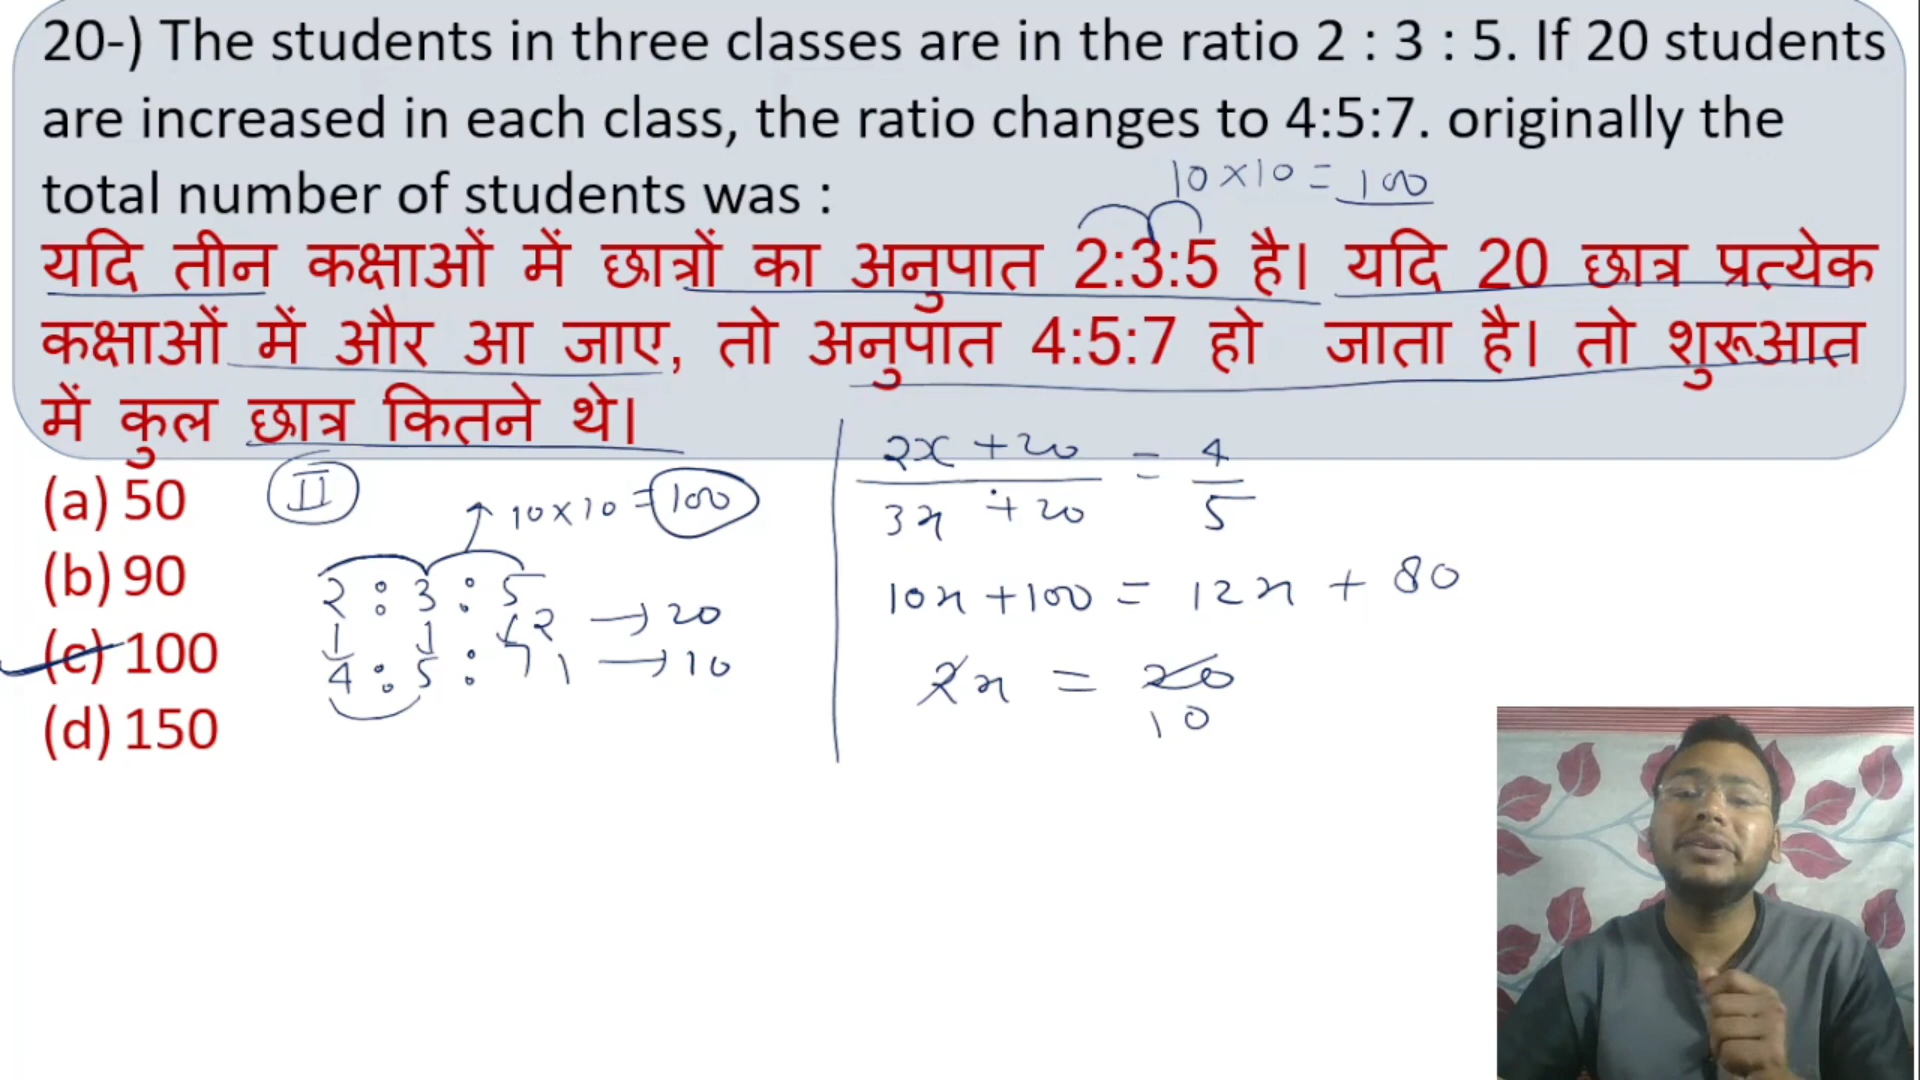 20-) The students in three classes are in the ratio 2 : 3 : 5. If 20 students
are increased in each class, the ratio changes to 4:5:7. originally the
total number of students was :
10×10 = 100
यदि तीन कक्षाओं में छात्रों का अनुपात 2:3:5 है। यदि 20 छात्र प्रत्येक
कक्षाओं में और आ जाए, तो अनुपात 4:5:7 हो जाता है। तो शुरूआत
में कुल छात्र कितने थे।
(a) 50
(b) 90
(c) 100
(d) 150
II
10×10 = 100
2 : 3 : 5
1 1 2 → 20
4 : 5 : 7 1 → 10
2x + 20 / 3x + 20 = 4 / 5
10x + 100 = 12x + 80
2x = 20
10